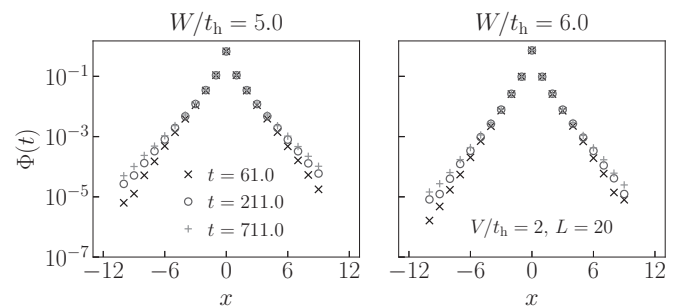 W/t_h = 5.0
W/t_h = 6.0
Φ(t)
10^{-1}
10^{-3}
10^{-5}
10^{-7}
× t = 61.0
○ t = 211.0
+ t = 711.0
V/t_h = 2, L = 20
−12 −6 0 6 12
−12 −6 0 6 12
x
x